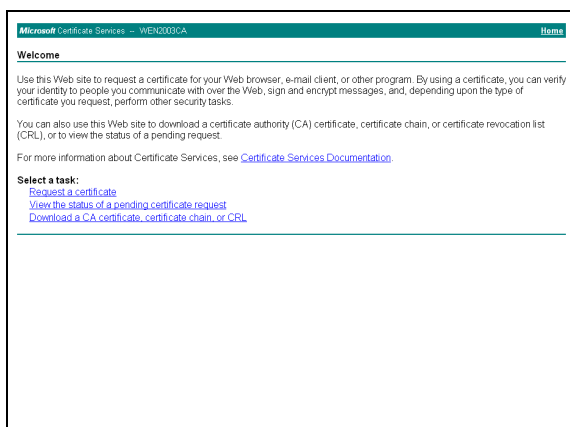 Microsoft Certificate Services -- WEN2003CA Home
Welcome
Use this Web site to request a certificate for your Web browser, e-mail client, or other program. By using a certificate, you can verify
your identity to people you communicate with over the Web, sign and encrypt messages, and, depending upon the type of
certificate you request, perform other security tasks.
You can also use this Web site to download a certificate authority (CA) certificate, certificate chain, or certificate revocation list
(CRL), or to view the status of a pending request.
For more information about Certificate Services, see Certificate Services Documentation.
Select a task:
Request a certificate
View the status of a pending certificate request
Download a CA certificate, certificate chain, or CRL